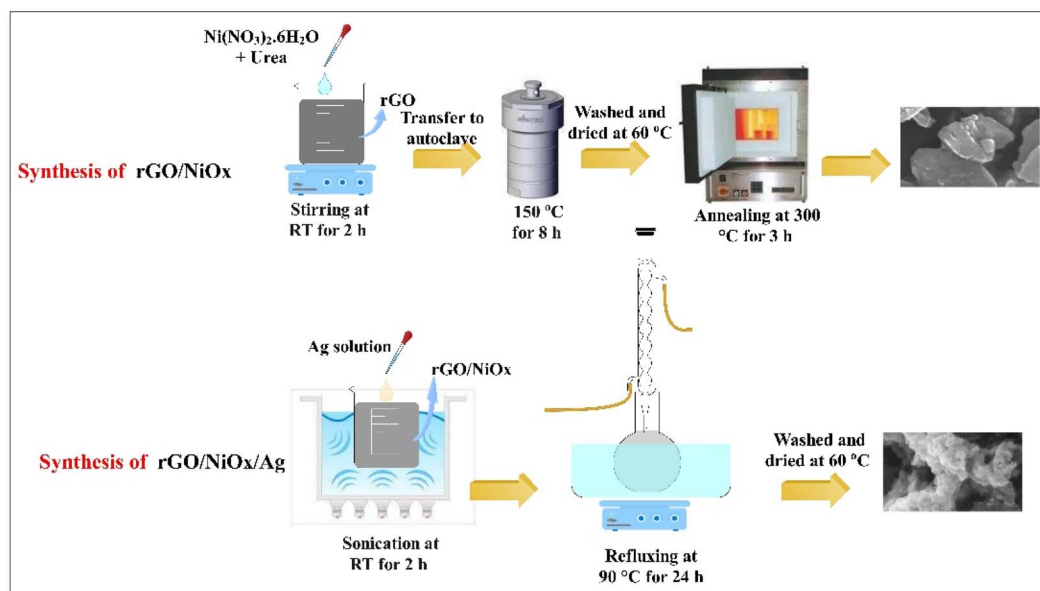 Ni(NO3)2.6H2O
+ Urea
rGO
Transfer to
autoclave
Washed and
dried at 60 °C
Synthesis of rGO/NiOx
Stirring at
RT for 2 h
150 °C
for 8 h
Annealing at 300
°C for 3 h
Ag solution
rGO/NiOx
Synthesis of rGO/NiOx/Ag
Washed and
dried at 60 °C
Sonication at
RT for 2 h
Refluxing at
90 °C for 24 h